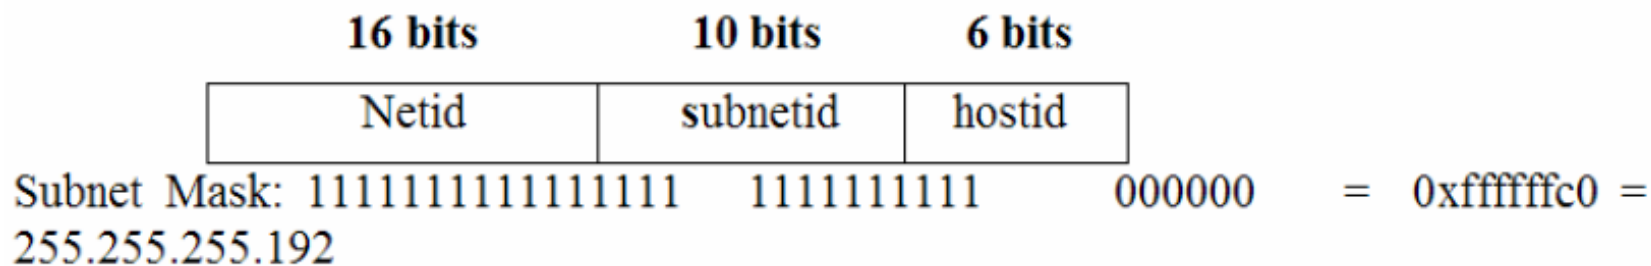 16 bits 10 bits 6 bits
Netid subnetid hostid
Subnet Mask: 1111111111111111 1111111111 000000 = 0xffffffc0 =
255.255.255.192